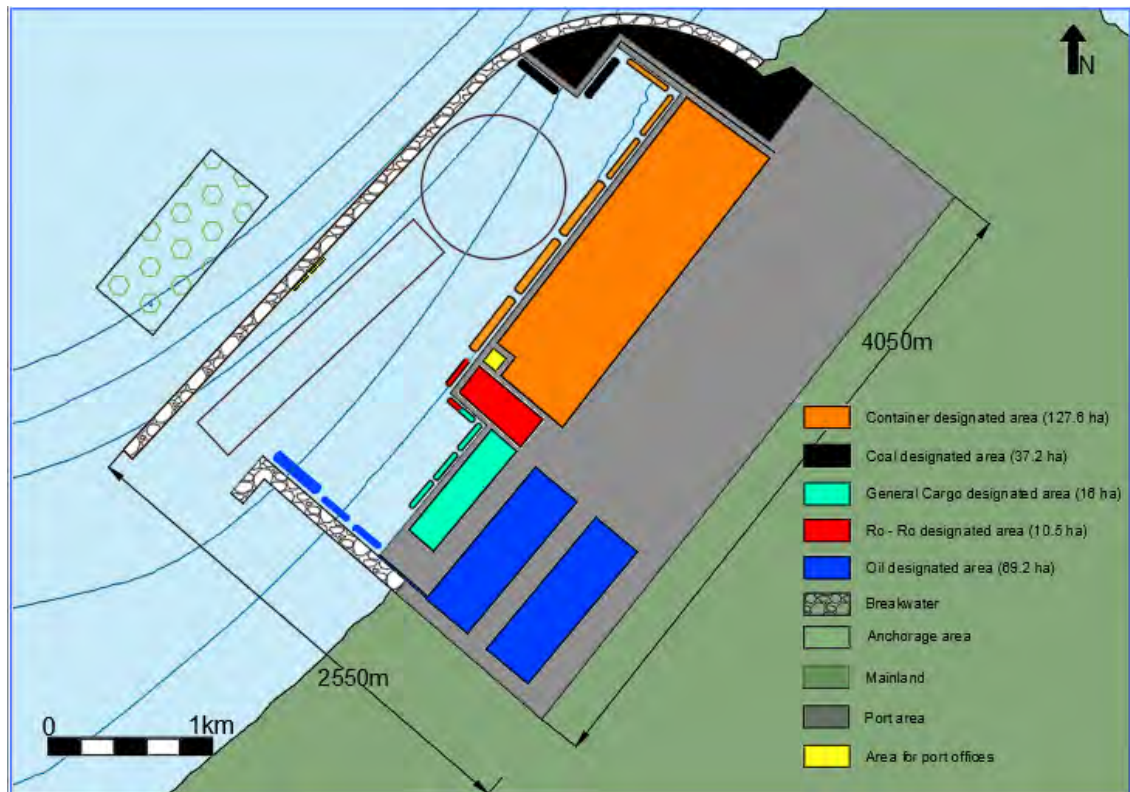 N
4050m
Container designated area (127.6 ha)
Coal designated area (37.2 ha)
General Cargo designated area (16 ha)
Ro - Ro designated area (10.5 ha)
Oil designated area (69.2 ha)
Breakwater
Anchorage area
Mainland
Port area
Area for port offices
2550m
0 1km